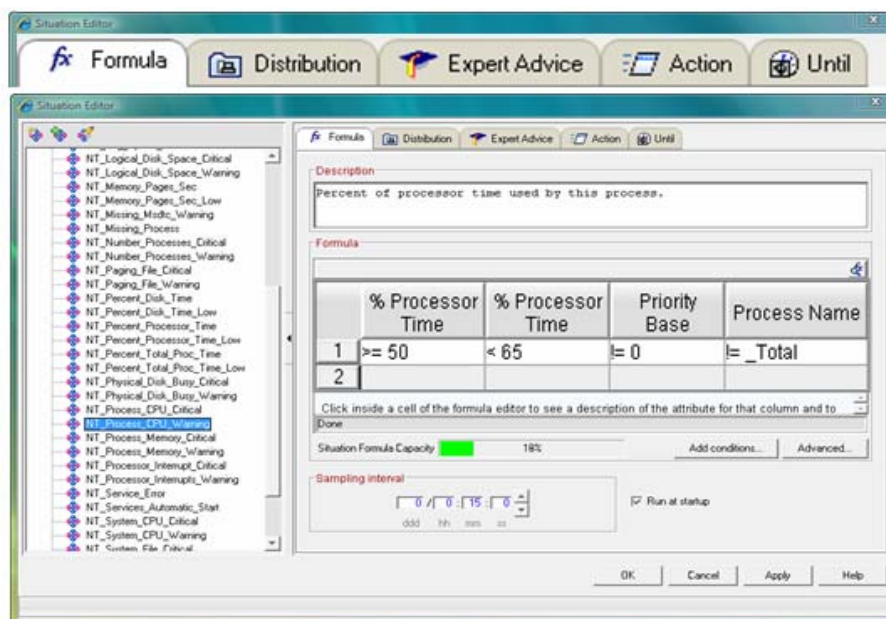 Situation Editor
fx Formula Distribution Expert Advice Action Until
Situation Editor
NT_Logical_Disk_Space_Critical
NT_Logical_Disk_Space_Warning
NT_Memory_Pages_Sec
NT_Memory_Pages_Sec_Low
NT_Missing_Msdtc_Warning
NT_Missing_Process
NT_Number_Processes_Critical
NT_Number_Processes_Warning
NT_Paging_File_Critical
NT_Paging_File_Warning
NT_Percent_Disk_Time
NT_Percent_Disk_Time_Low
NT_Percent_Processor_Time
NT_Percent_Processor_Time_Low
NT_Percent_Total_Proc_Time
NT_Percent_Total_Proc_Time_Low
NT_Physical_Disk_Busy_Critical
NT_Physical_Disk_Busy_Warning
NT_Process_CPU_Critical
NT_Process_CPU_Warning
NT_Process_Memory_Critical
NT_Process_Memory_Warning
NT_Processor_Interrupt_Critical
NT_Processor_Interrupts_Warning
NT_Service_Error
NT_Services_Automatic_Start
NT_System_CPU_Critical
NT_System_CPU_Warning
NT_System_File_Critical
fx Formula Distribution Expert Advice Action Until
Description
Percent of processor time used by this process.
Formula
% Processor Time % Processor Time Priority Base Process Name
1 >= 50 < 65 != 0 != _Total
2
Click inside a cell of the formula editor to see a description of the attribute for that column and to
Done
Situation Formula Capacity 18% Add conditions... Advanced...
Sampling interval
0 / 0 : 15 : 0 Run at startup
ddd hh mm ss
OK Cancel Apply Help